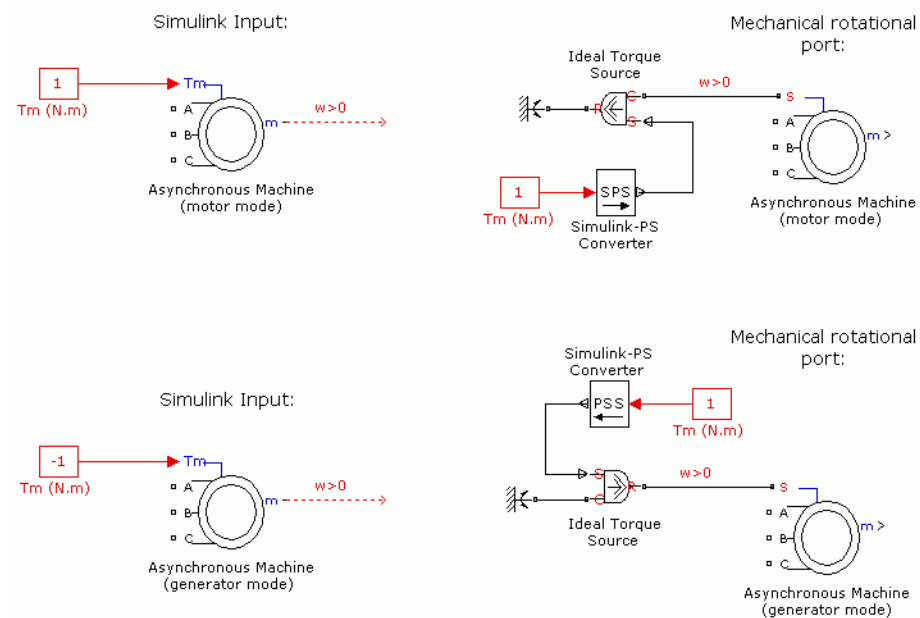 Simulink Input:
1
Tm (N.m)
Tm
A
B
C
m
w>0
Asynchronous Machine
(motor mode)
Mechanical rotational
port:
Ideal Torque
Source
R
C
S
w>0
S
A
B
C
m
1
Tm (N.m)
SPS
Simulink-PS
Converter
Asynchronous Machine
(motor mode)
Simulink Input:
-1
Tm (N.m)
Tm
A
B
C
m
w>0
Asynchronous Machine
(generator mode)
Mechanical rotational
port:
Simulink-PS
Converter
PSS
1
Tm (N.m)
S
C
R
w>0
Ideal Torque
Source
S
A
B
C
m
Asynchronous Machine
(generator mode)